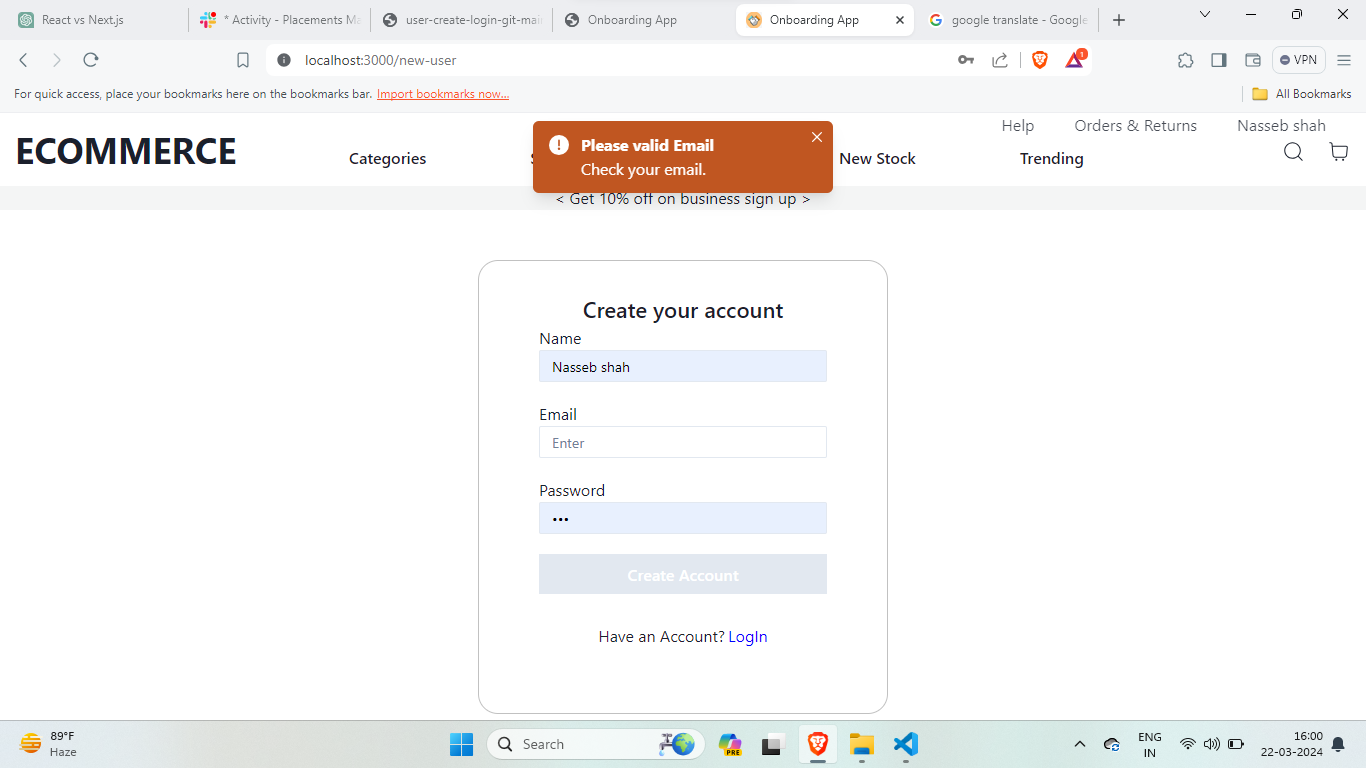 React vs Next.js
* Activity - Placements Ma
user-create-login-git-mai
Onboarding App
Onboarding App
google translate - Google
localhost:3000/new-user
1
VPN
For quick access, place your bookmarks here on the bookmarks bar. Import bookmarks now...
All Bookmarks
Help
Orders & Returns
Nasseb shah
ECOMMERCE
Categories
New Stock
Trending
Please valid Email
Check your email.
< Get 10% off on business sign up >
Create your account
Name
Nasseb shah
Email
Enter
Password
•••
Create Account
Have an Account? LogIn
89°F
Haze
Search
PRE
ENG
IN
16:00
22-03-2024